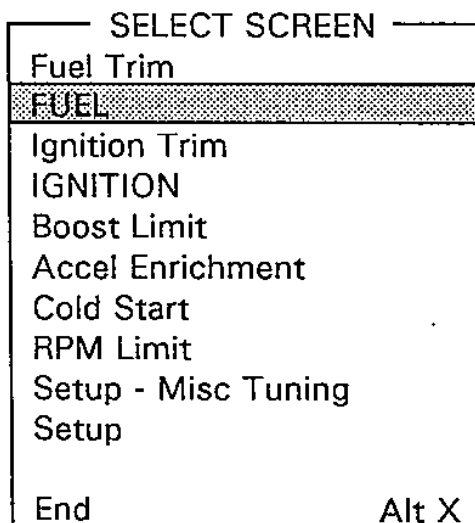 SELECT SCREEN
Fuel Trim
FUEL
Ignition Trim
IGNITION
Boost Limit
Accel Enrichment
Cold Start
RPM Limit
Setup - Misc Tuning
Setup
End Alt X